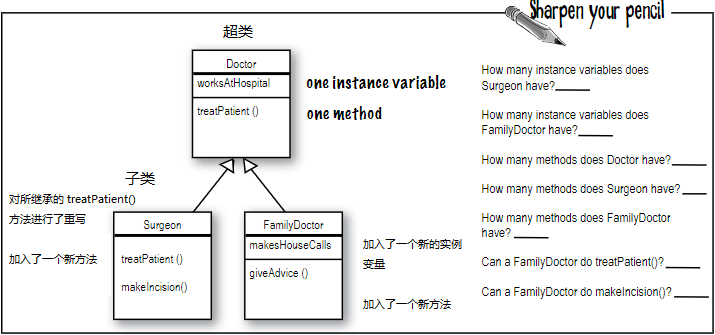 Sharpen your pencil
超类
Doctor
worksAtHospital
treatPatient ()
one instance variable
one method
子类
对所继承的 treatPatient()
方法进行了重写
加入了一个新方法
Surgeon
treatPatient ()
makeIncision()
FamilyDoctor
makesHouseCalls
giveAdvice ()
加入了一个新的实例
变量
加入了一个新方法
How many instance variables does
Surgeon have?_____
How many instance variables does
FamilyDoctor have?_____
How many methods does Doctor have?_____
How many methods does Surgeon have?____
How many methods does FamilyDoctor
have?_____
Can a FamilyDoctor do treatPatient()?_____
Can a FamilyDoctor do makeIncision()?_____